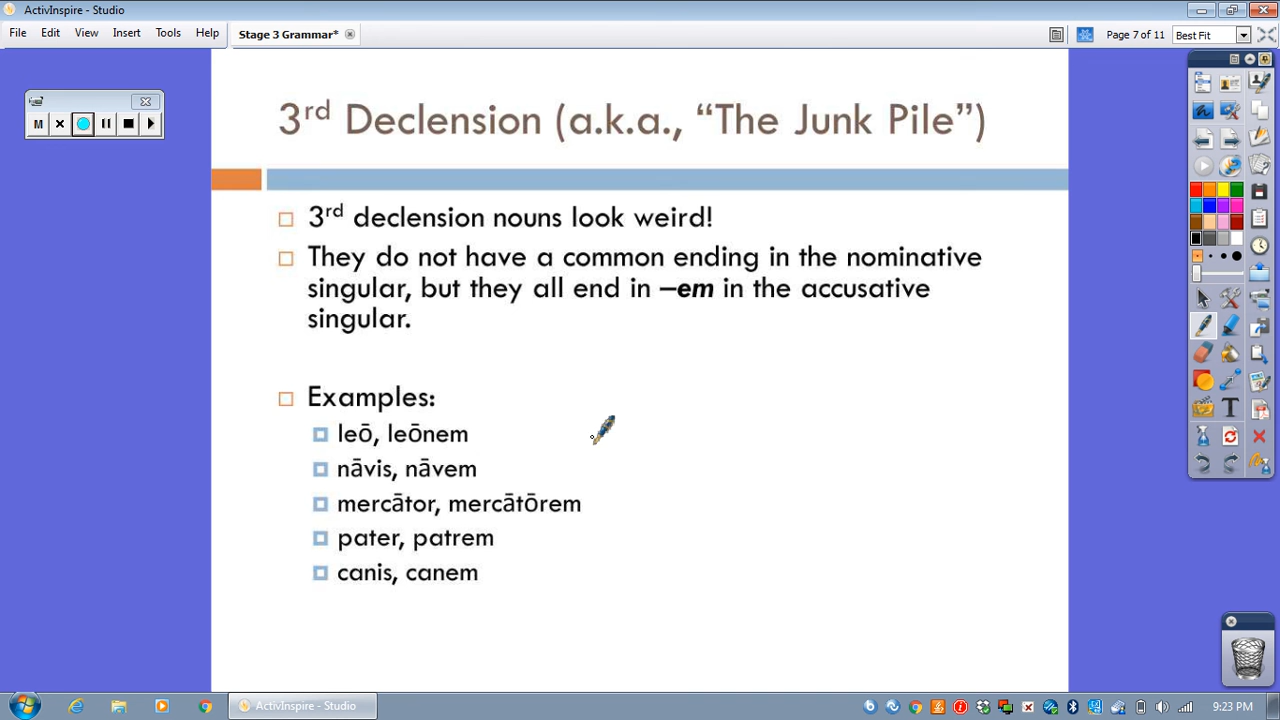 ActivInspire - Studio
File Edit View Insert Tools Help Stage 3 Grammar* Page 7 of 11 Best Fit
M
3rd Declension (a.k.a., “The Junk Pile”)
3rd declension nouns look weird!
They do not have a common ending in the nominative
singular, but they all end in –em in the accusative
singular.
Examples:
leō, leōnem
nāvis, nāvem
mercātor, mercātōrem
pater, patrem
canis, canem
ActivInspire - Studio 9:23 PM